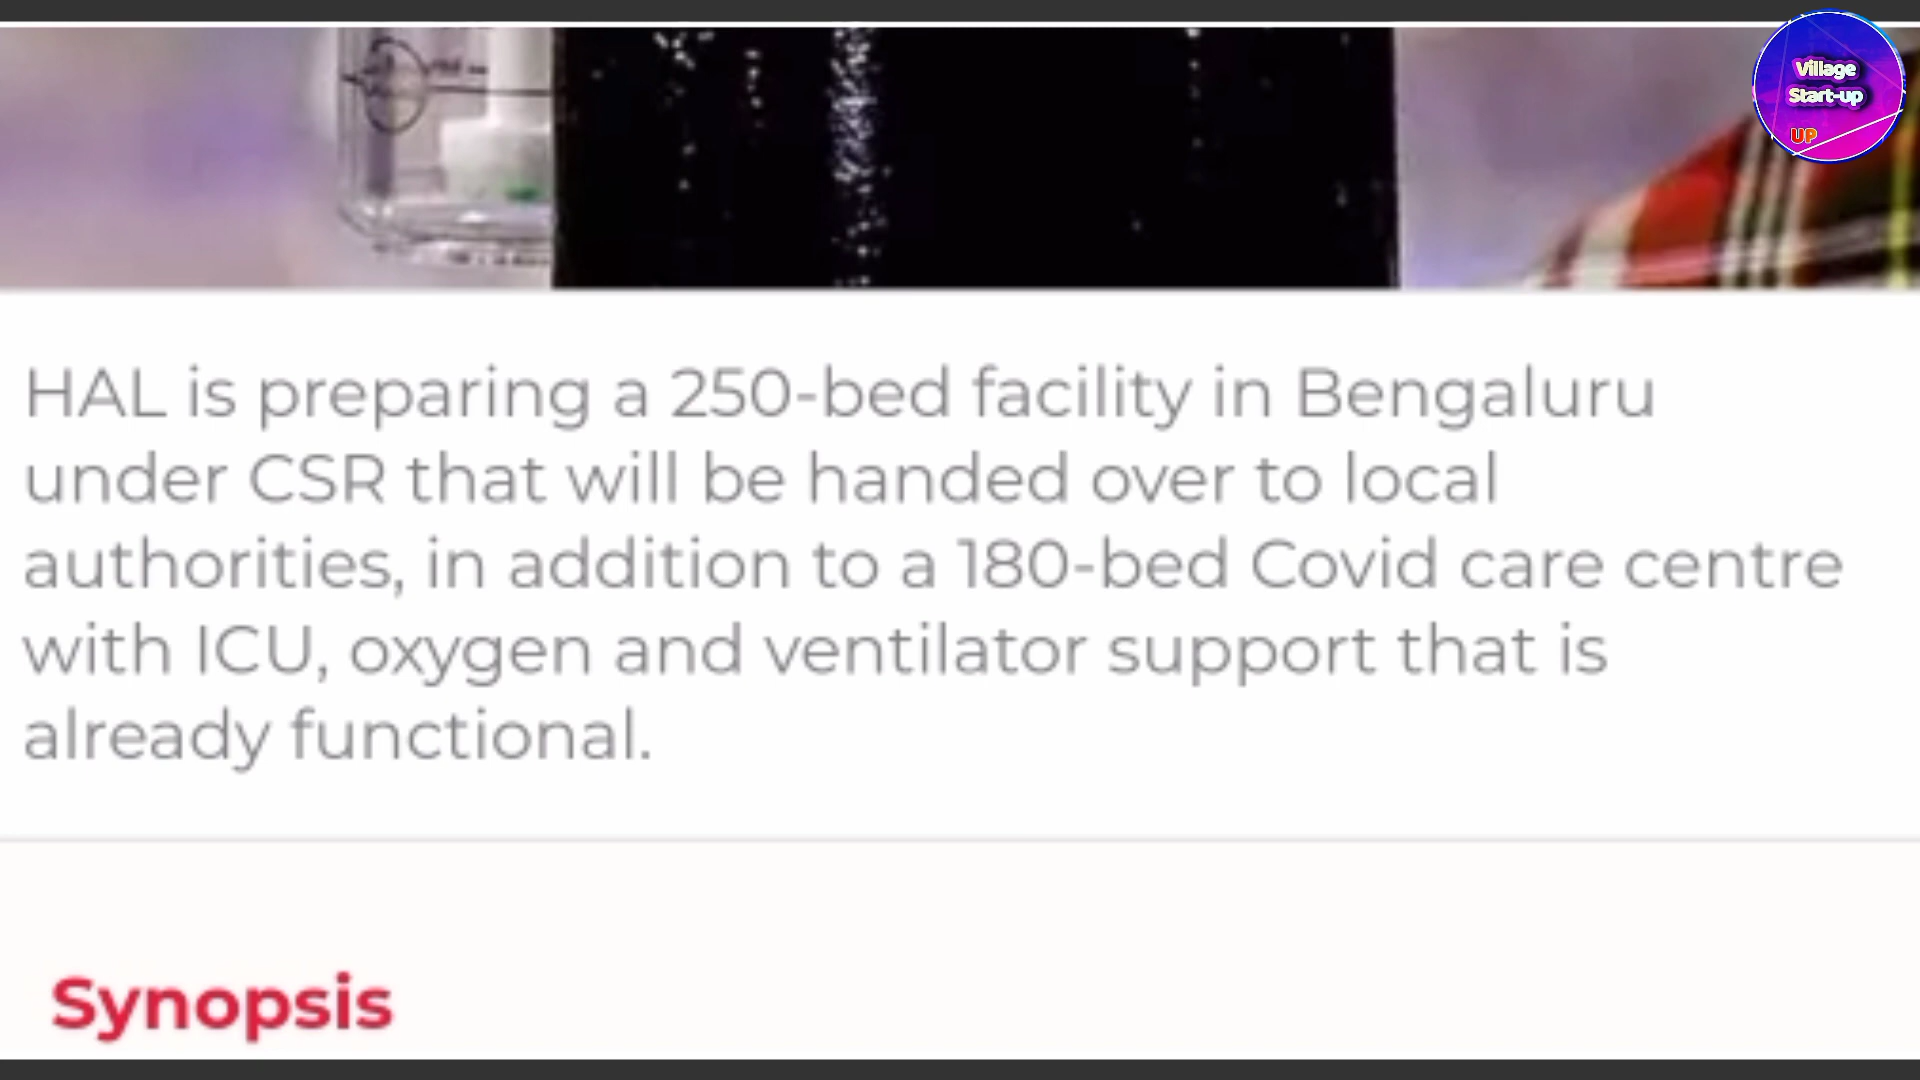 Village
Start-up
UP
HAL is preparing a 250-bed facility in Bengaluru
under CSR that will be handed over to local
authorities, in addition to a 180-bed Covid care centre
with ICU, oxygen and ventilator support that is
already functional.
Synopsis